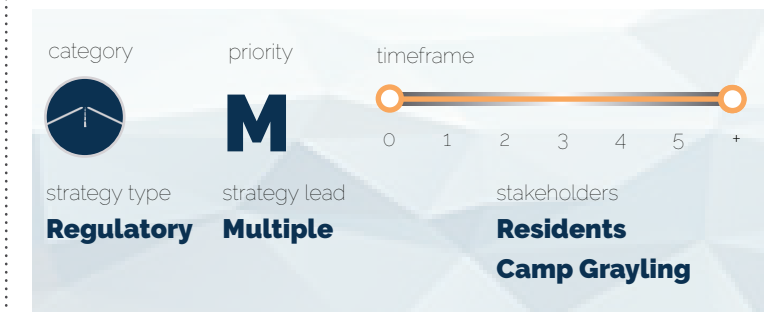 category priority timeframe
M
0 1 2 3 4 5 +
strategy type strategy lead stakeholders
Regulatory Multiple Residents
Camp Grayling